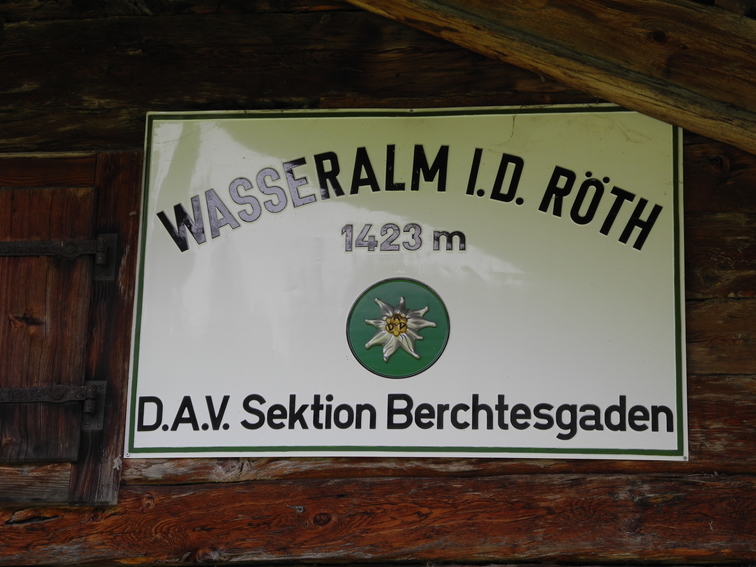 WASSERALM I.D. RÖTH
1423 m
D.A.V. Sektion Berchtesgaden